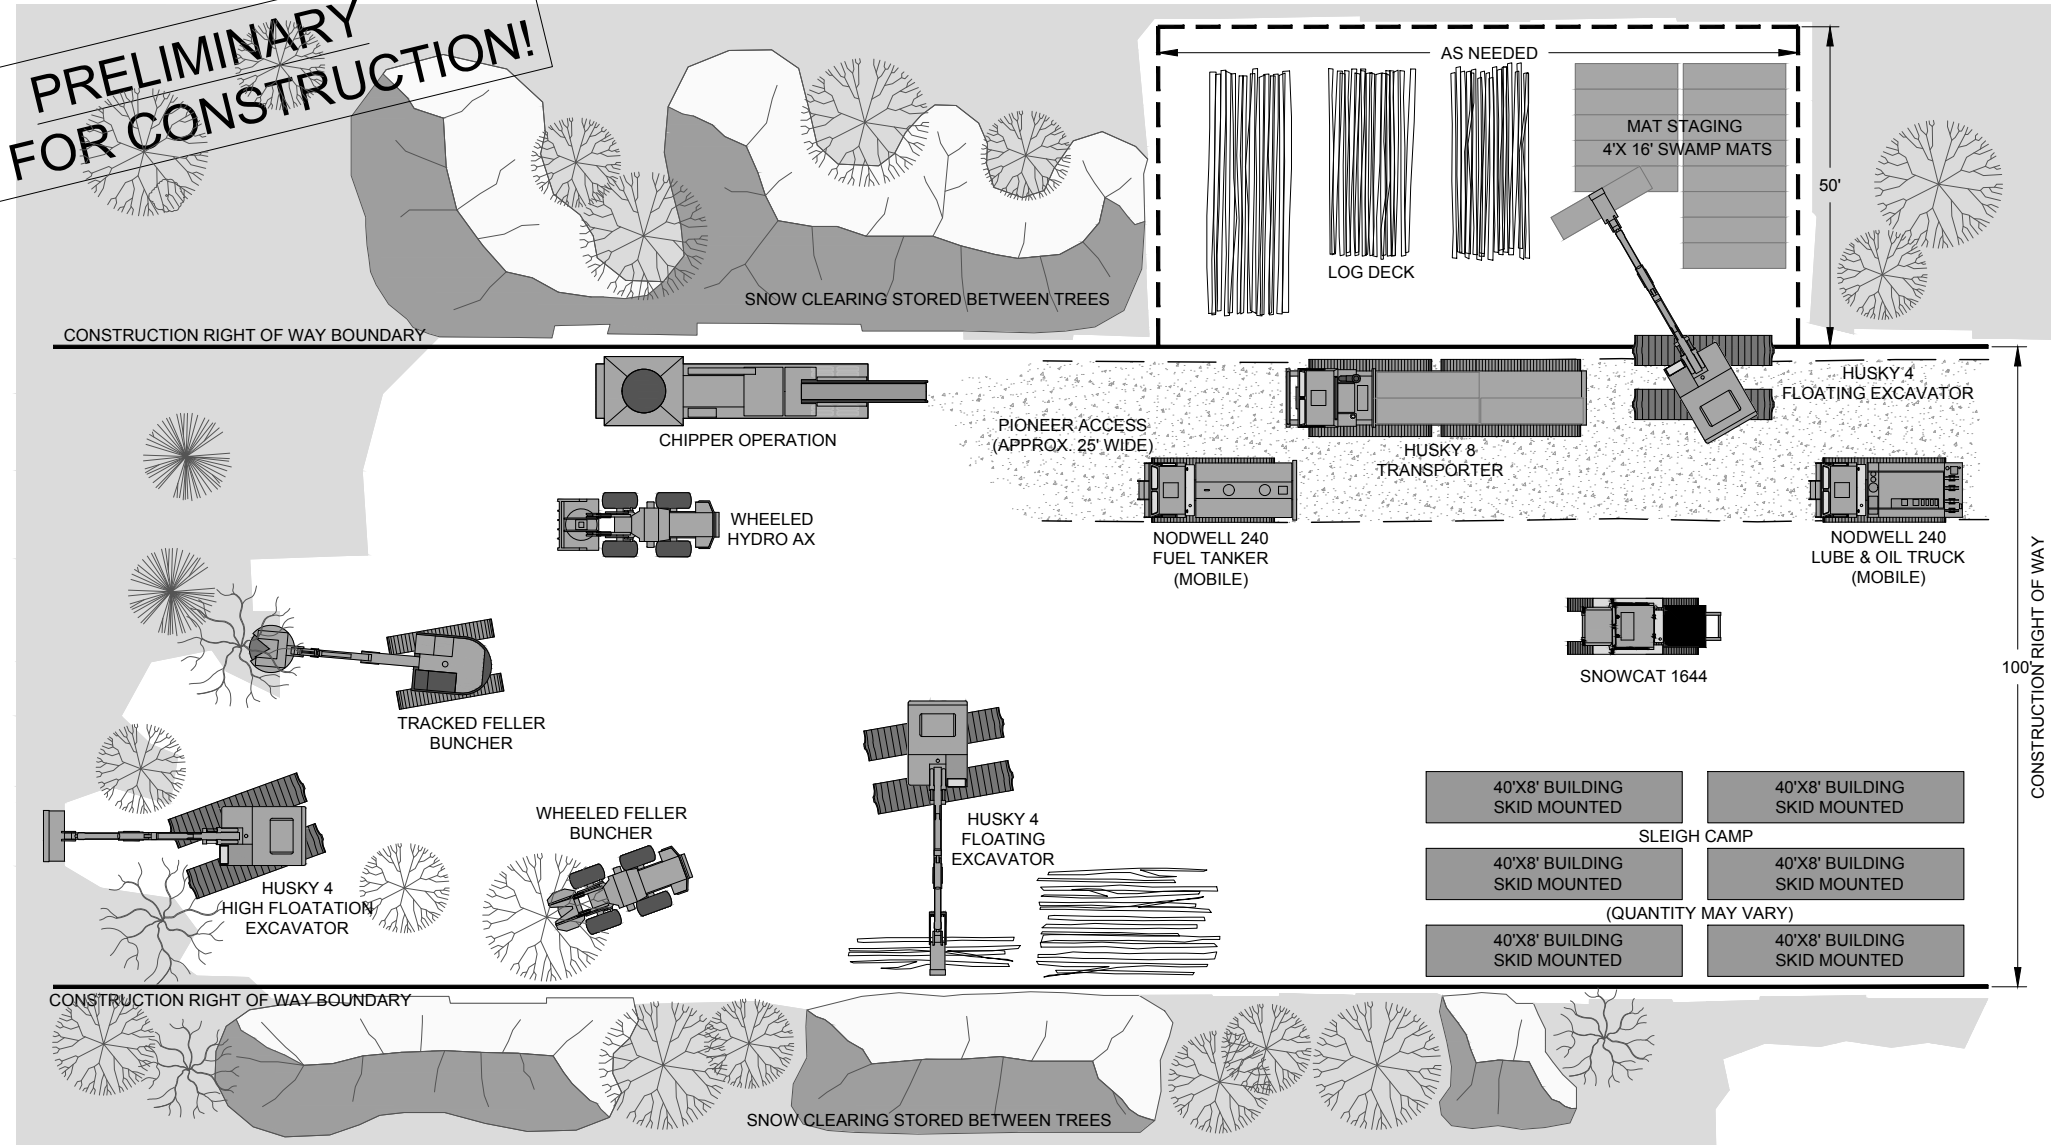 PRELIMINARY
FOR CONSTRUCTION!
AS NEEDED
MAT STAGING
4'X 16' SWAMP MATS
50'
LOG DECK
SNOW CLEARING STORED BETWEEN TREES
CONSTRUCTION RIGHT OF WAY BOUNDARY
CHIPPER OPERATION
PIONEER ACCESS
(APPROX. 25' WIDE)
HUSKY 8
TRANSPORTER
HUSKY 4
FLOATING EXCAVATOR
WHEELED
HYDRO AX
NODWELL 240
FUEL TANKER
(MOBILE)
NODWELL 240
LUBE & OIL TRUCK
(MOBILE)
SNOWCAT 1644
100'
CONSTRUCTION RIGHT OF WAY
TRACKED FELLER
BUNCHER
WHEELED FELLER
BUNCHER
HUSKY 4
FLOATING
EXCAVATOR
HUSKY 4
HIGH FLOATATION
EXCAVATOR
40'X8' BUILDING
SKID MOUNTED
40'X8' BUILDING
SKID MOUNTED
SLEIGH CAMP
40'X8' BUILDING
SKID MOUNTED
40'X8' BUILDING
SKID MOUNTED
(QUANTITY MAY VARY)
40'X8' BUILDING
SKID MOUNTED
40'X8' BUILDING
SKID MOUNTED
CONSTRUCTION RIGHT OF WAY BOUNDARY
SNOW CLEARING STORED BETWEEN TREES